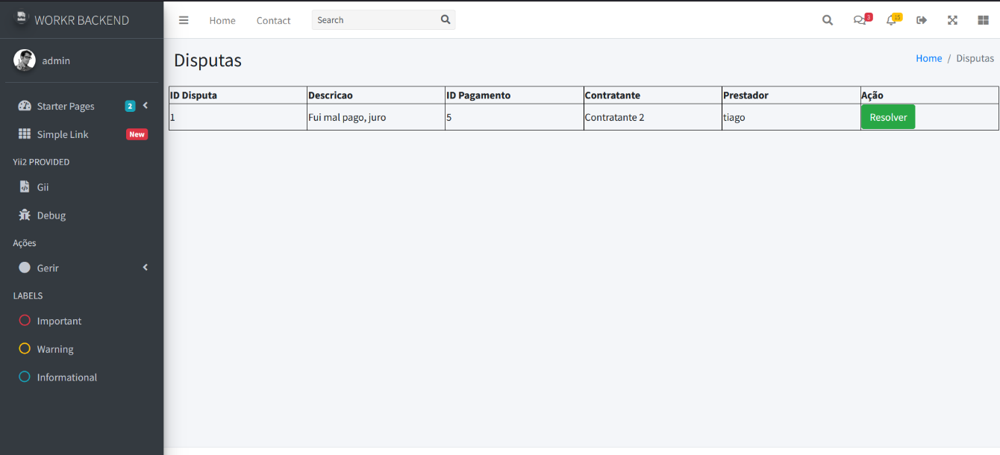 WORKR BACKEND
Home Contact Search 3 15
admin
Disputas
Home / Disputas
Starter Pages 2
Simple Link New
Yii2 PROVIDED
Gii
Debug
Ações
Gerir
LABELS
Important
Warning
Informational
ID Disputa Descricao ID Pagamento Contratante Prestador Ação
1 Fui mal pago, juro 5 Contratante 2 tiago Resolver